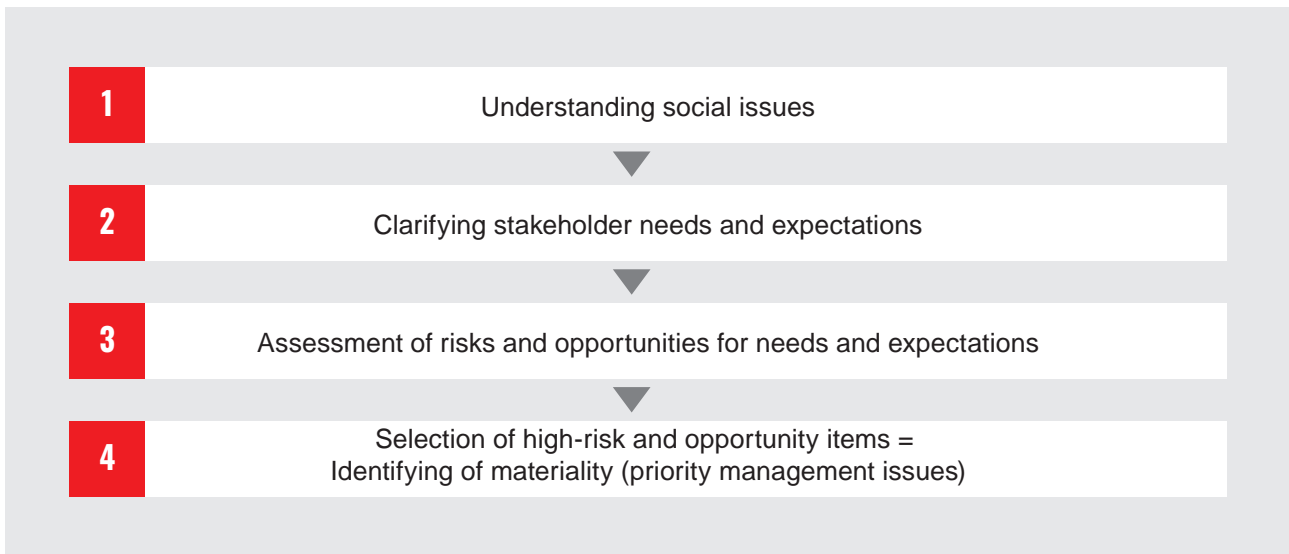 1
Understanding social issues
2
Clarifying stakeholder needs and expectations
3
Assessment of risks and opportunities for needs and expectations
4
Selection of high-risk and opportunity items =
Identifying of materiality (priority management issues)